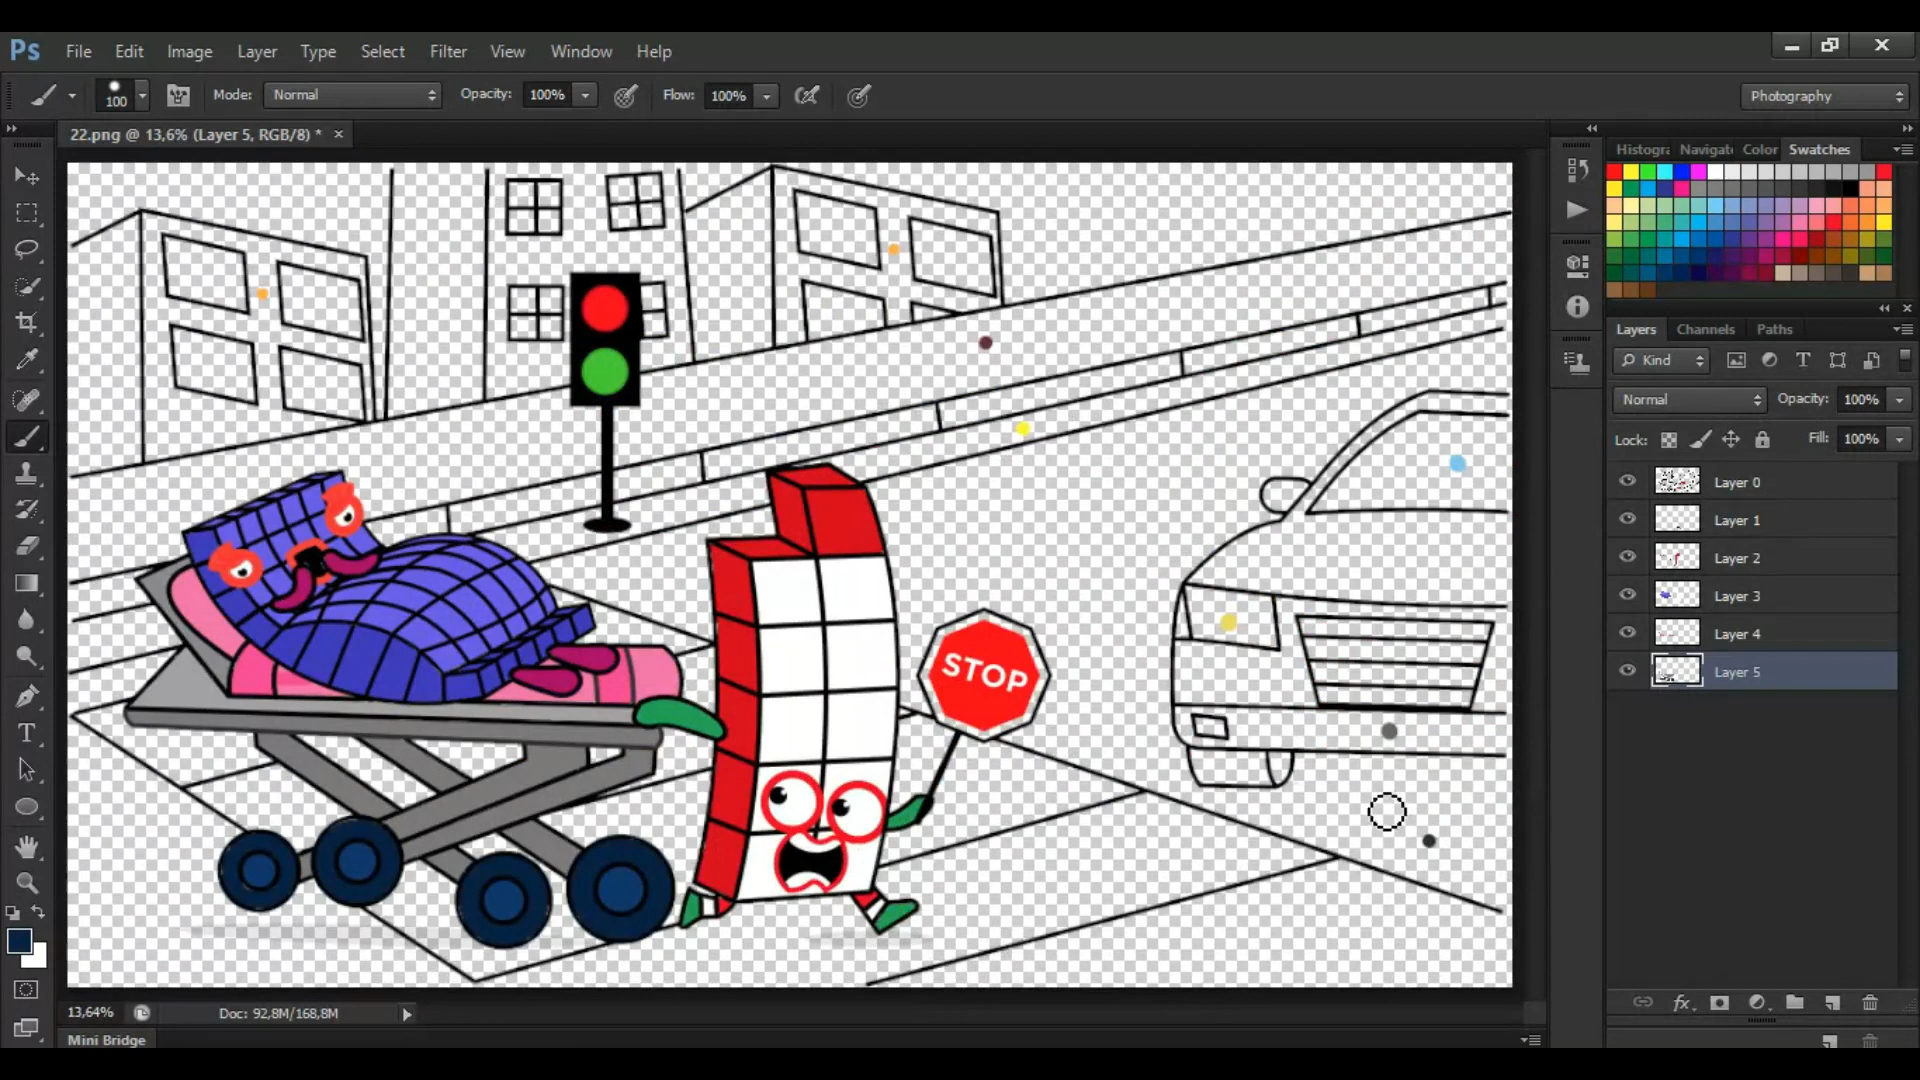 Ps File Edit Image Layer Type Select Filter View Window Help
100 Mode: Normal Opacity: 100% Flow: 100% Photography
22.png @ 13,6% (Layer 5, RGB/8) * ×
Histogra Navigati Color Swatches
Layers Channels Paths
Kind
Normal Opacity: 100%
Lock: Fill: 100%
Layer 0
Layer 1
Layer 2
Layer 3
Layer 4
Layer 5
STOP
13,64% Doc: 92,8M/168,8M
Mini Bridge